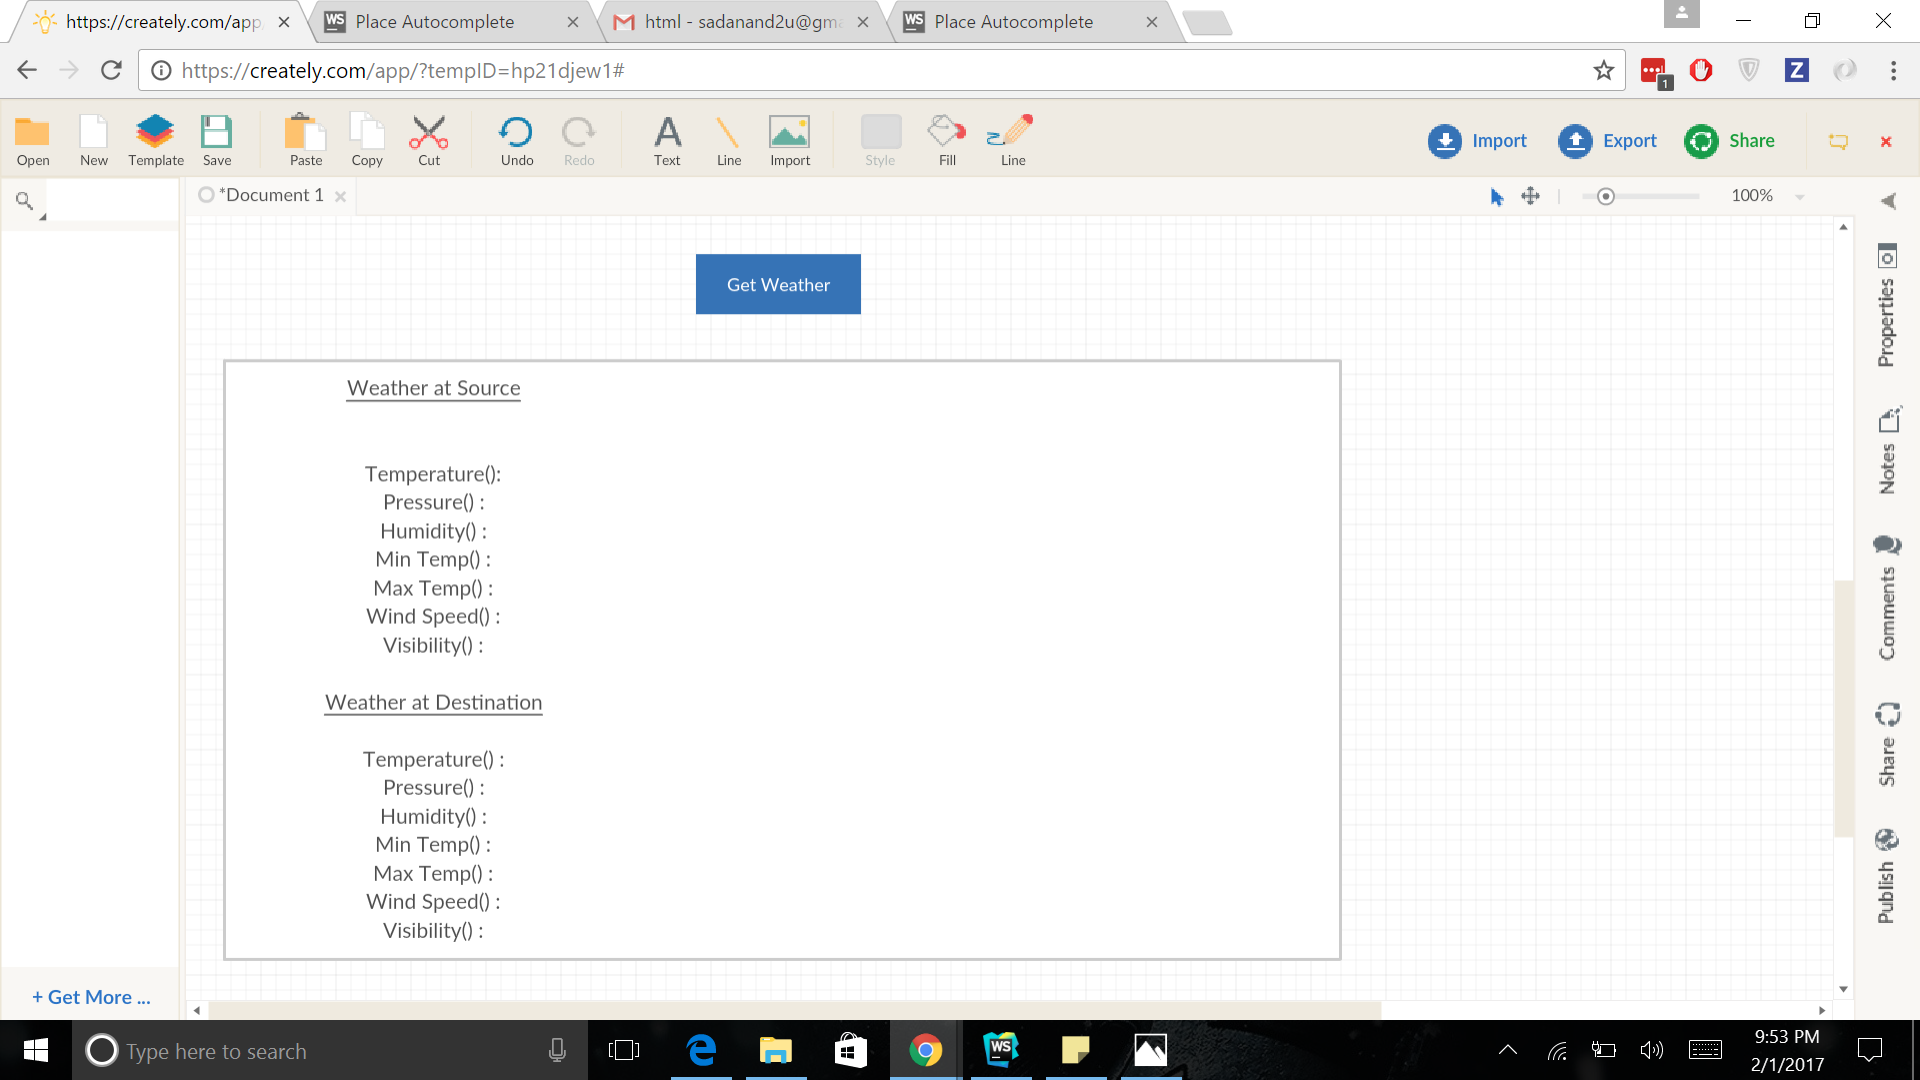 https://creately.com/app
WS Place Autocomplete
html - sadanand2u@gm
WS Place Autocomplete
https://creately.com/app/?tempID=hp21djew1#
1
Z
Open New Template Save Paste Copy Cut Undo Redo Text Line Import Style Fill Line
Import Export Share
*Document 1
100%
Get Weather
Weather at Source
Temperature():
Pressure() :
Humidity() :
Min Temp() :
Max Temp() :
Wind Speed() :
Visibility() :
Weather at Destination
Temperature() :
Pressure() :
Humidity() :
Min Temp() :
Max Temp() :
Wind Speed() :
Visibility() :
Properties
Notes
Comments
Share
Publish
+ Get More ...
Type here to search
WS
9:53 PM
2/1/2017